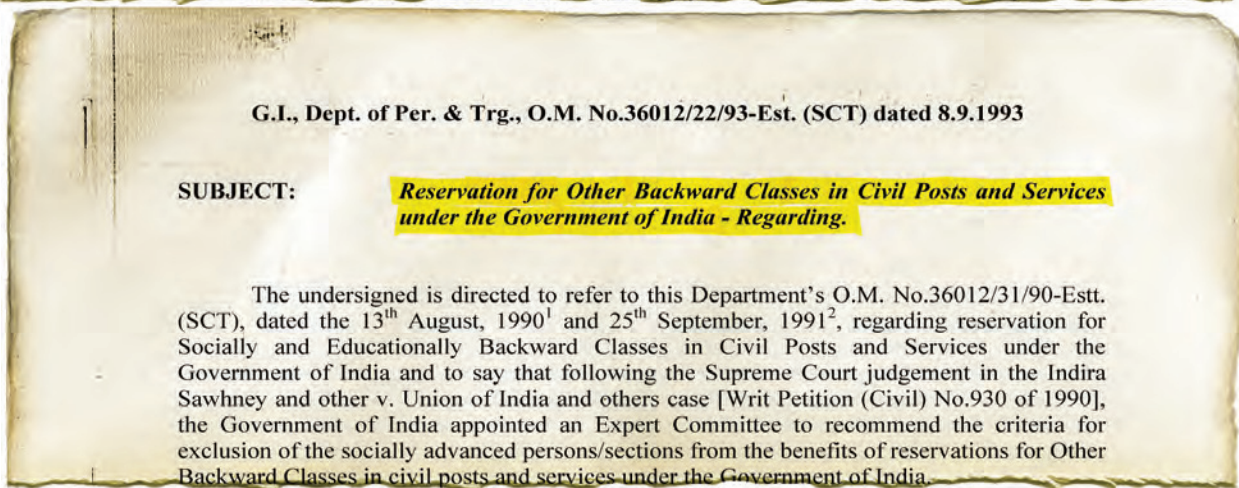 G.I., Dept. of Per. & Trg., O.M. No.36012/22/93-Est. (SCT) dated 8.9.1993
SUBJECT: Reservation for Other Backward Classes in Civil Posts and Services
under the Government of India - Regarding.
The undersigned is directed to refer to this Department's O.M. No.36012/31/90-Estt.
(SCT), dated the 13th August, 1990¹ and 25th September, 1991², regarding reservation for
Socially and Educationally Backward Classes in Civil Posts and Services under the
Government of India and to say that following the Supreme Court judgement in the Indira
Sawhney and other v. Union of India and others case [Writ Petition (Civil) No.930 of 1990],
the Government of India appointed an Expert Committee to recommend the criteria for
exclusion of the socially advanced persons/sections from the benefits of reservations for Other
Backward Classes in civil posts and services under the Government of India.